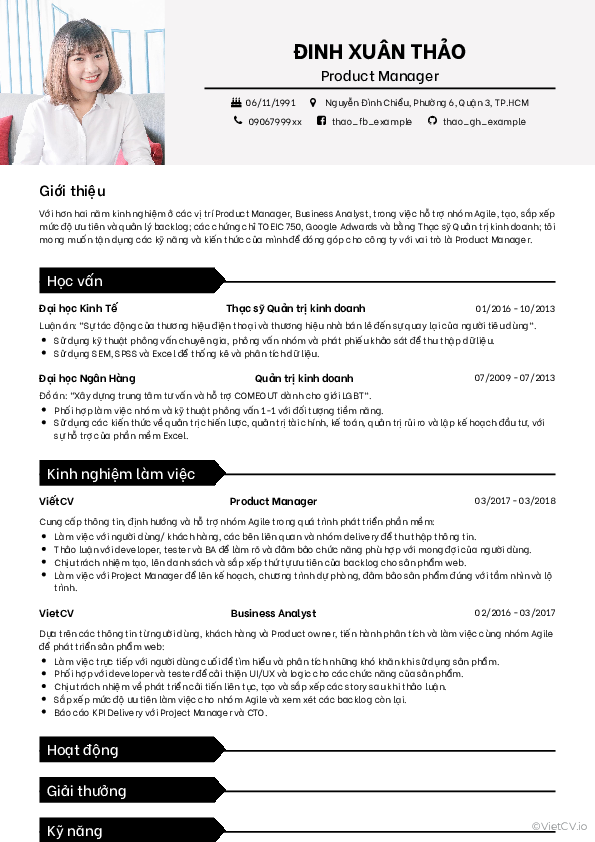 ĐINH XUÂN THẢO
Product Manager
06/11/1991 Nguyễn Đình Chiểu, Phường 6, Quận 3, TP.HCM
09067999xx thao_fb_example thao_gh_example
Giới thiệu
Với hơn hai năm kinh nghiệm ở các vị trí Product Manager, Business Analyst, trong việc hỗ trợ nhóm Agile, tạo, sắp xếp
mức độ ưu tiên và quản lý backlog; các chứng chỉ TOEIC 750, Google Adwards và bằng Thạc sỹ Quản trị kinh doanh; tôi
mong muốn tận dụng các kỹ năng và kiến thức của mình để đóng góp cho công ty với vai trò là Product Manager.
Học vấn
Đại học Kinh Tế Thạc sỹ Quản trị kinh doanh 01/2016 - 10/2013
Luận án: "Sự tác động của thương hiệu điện thoại và thương hiệu nhà bán lẻ đến sự quay lại của người tiêu dùng".
Sử dụng kỹ thuật phỏng vấn chuyên gia, phỏng vấn nhóm và phát phiếu khảo sát để thu thập dữ liệu.
Sử dụng SEM, SPSS và Excel để thống kê và phân tích dữ liệu.
Đại học Ngân Hàng Quản trị kinh doanh 07/2009 - 07/2013
Đồ án: "Xây dựng trung tâm tư vấn và hỗ trợ COMEOUT dành cho giới LGBT".
Phối hợp làm việc nhóm và kỹ thuật phỏng vấn 1-1 với đối tượng tiềm năng.
Sử dụng các kiến thức về quản trị chiến lược, quản trị tài chính, kế toán, quản trị rủi ro và lập kế hoạch đầu tư, với
sự hỗ trợ của phần mềm Excel.
Kinh nghiệm làm việc
ViếtCV Product Manager 03/2017 - 03/2018
Cung cấp thông tin, định hướng và hỗ trợ nhóm Agile trong quá trình phát triển phần mềm:
Làm việc với người dùng/ khách hàng, các bên liên quan và nhóm delivery để thu thập thông tin.
Thảo luận với developer, tester và BA để làm rõ và đảm bảo chức năng phù hợp với mong đợi của người dùng.
Chịu trách nhiệm tạo, lên danh sách và sắp xếp thứ tự ưu tiên của backlog cho sản phẩm web.
Làm việc với Project Manager để lên kế hoạch, chương trình dự phòng, đảm bảo sản phẩm đúng với tầm nhìn và lộ
trình.
VietCV Business Analyst 02/2016 - 03/2017
Dựa trên các thông tin từ người dùng, khách hàng và Product owner, tiến hành phân tích và làm việc cùng nhóm Agile
để phát triển sản phẩm web:
Làm việc trực tiếp với người dùng cuối để tìm hiểu và phân tích những khó khăn khi sử dụng sản phẩm.
Phối hợp với developer và tester để cải thiện UI/UX và logic cho các chức năng của sản phẩm.
Chịu trách nhiệm về phát triển cải tiến liên tục, tạo và sắp xếp các story sau khi thảo luận.
Sắp xếp mức độ ưu tiên làm việc cho nhóm Agile và xem xét các backlog còn lại.
Báo cáo KPI Delivery với Project Manager và CTO.
Hoạt động
Giải thưởng
Kỹ năng
©VietCV.io